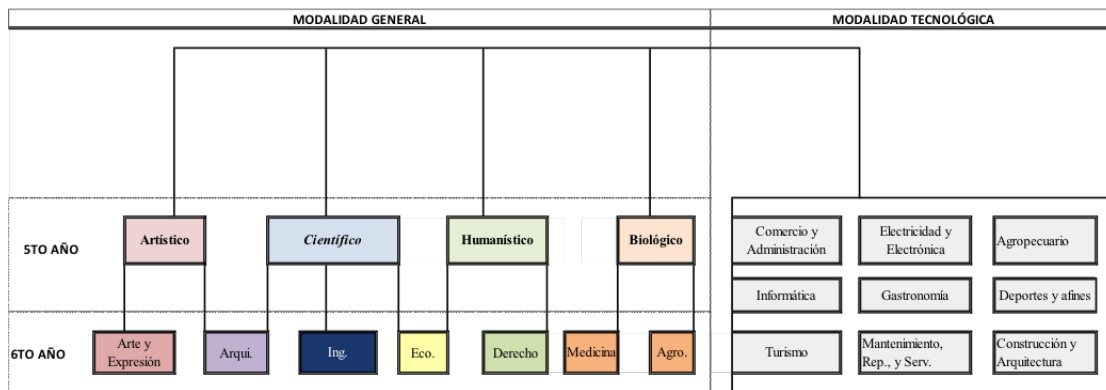 MODALIDAD GENERAL
MODALIDAD TECNOLÓGICA
5TO AÑO
Artístico
Científico
Humanístico
Biológico
Comercio y
Administración
Electricidad y
Electrónica
Agropecuario
Informática
Gastronomía
Deportes y afines
6TO AÑO
Arte y
Expresión
Arqui.
Ing.
Eco.
Derecho
Medicina
Agro.
Turismo
Mantenimiento,
Rep., y Serv.
Construcción y
Arquitectura